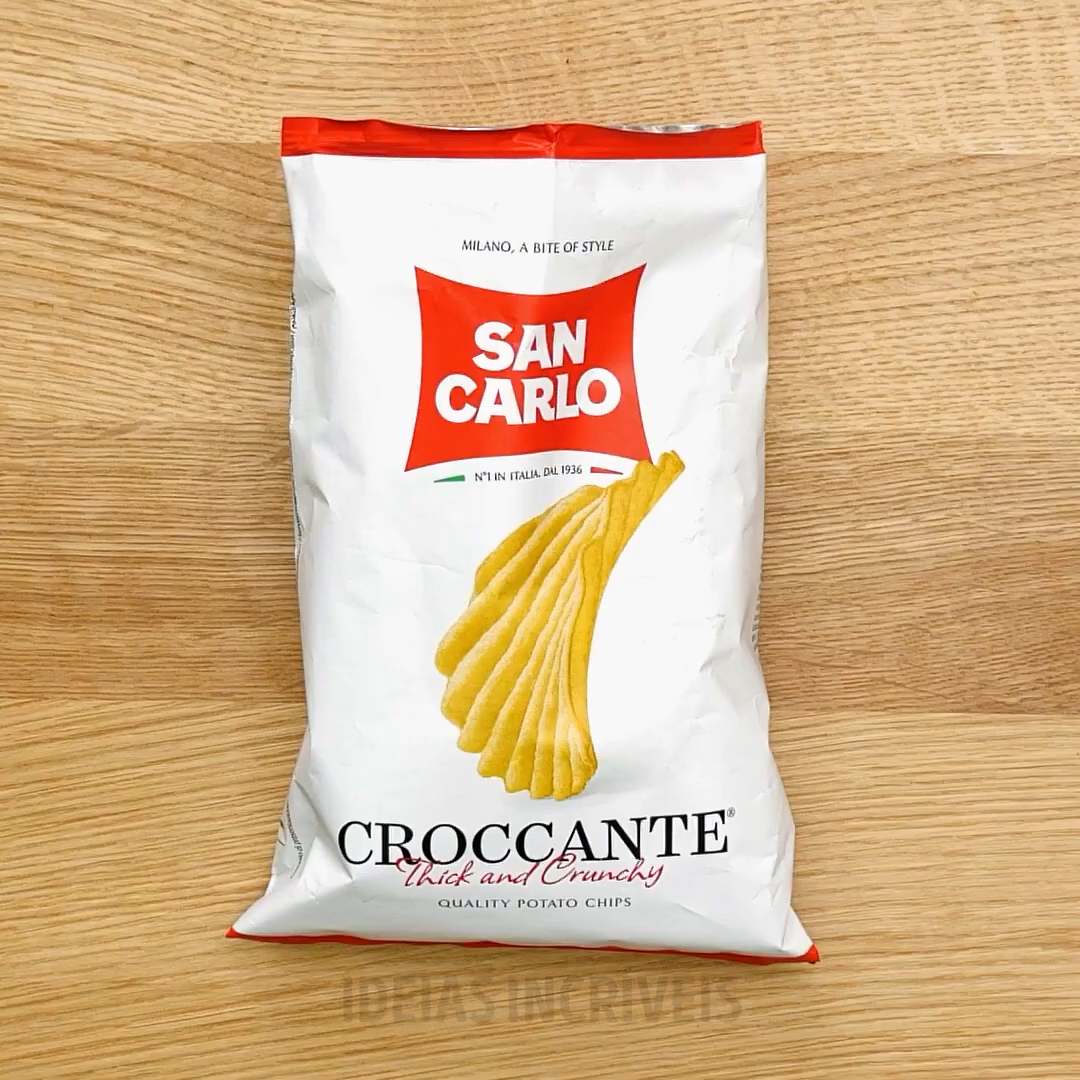 MILANO, A BITE OF STYLE
SAN
CARLO
N°1 IN ITALIA, DAL 1936
CROCCANTE®
Thick and Crunchy
QUALITY POTATO CHIPS
IDEIAS INCRIVEIS